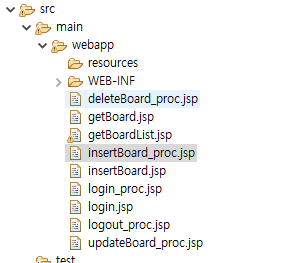 src
main
webapp
resources
WEB-INF
deleteBoard_proc.jsp
getBoard.jsp
getBoardList.jsp
insertBoard_proc.jsp
insertBoard.jsp
login_proc.jsp
login.jsp
logout_proc.jsp
updateBoard_proc.jsp
test